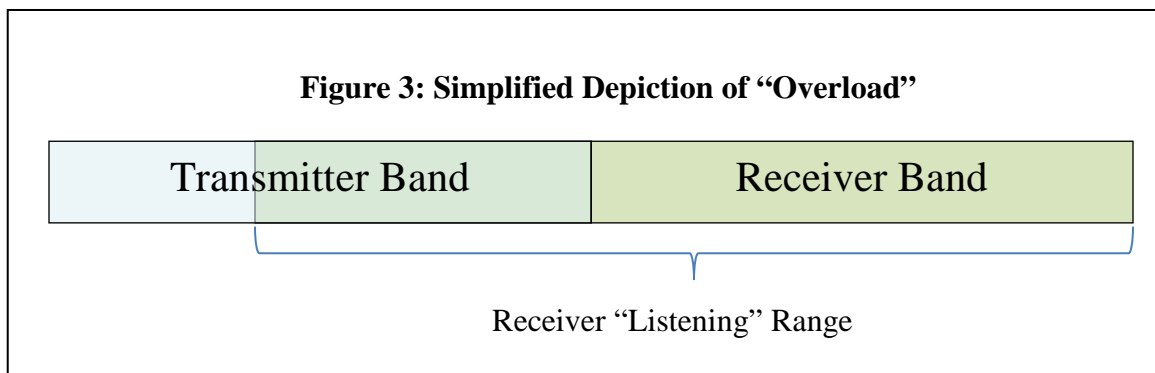 Figure 3: Simplified Depiction of “Overload”
Transmitter Band
Receiver Band
Receiver “Listening” Range